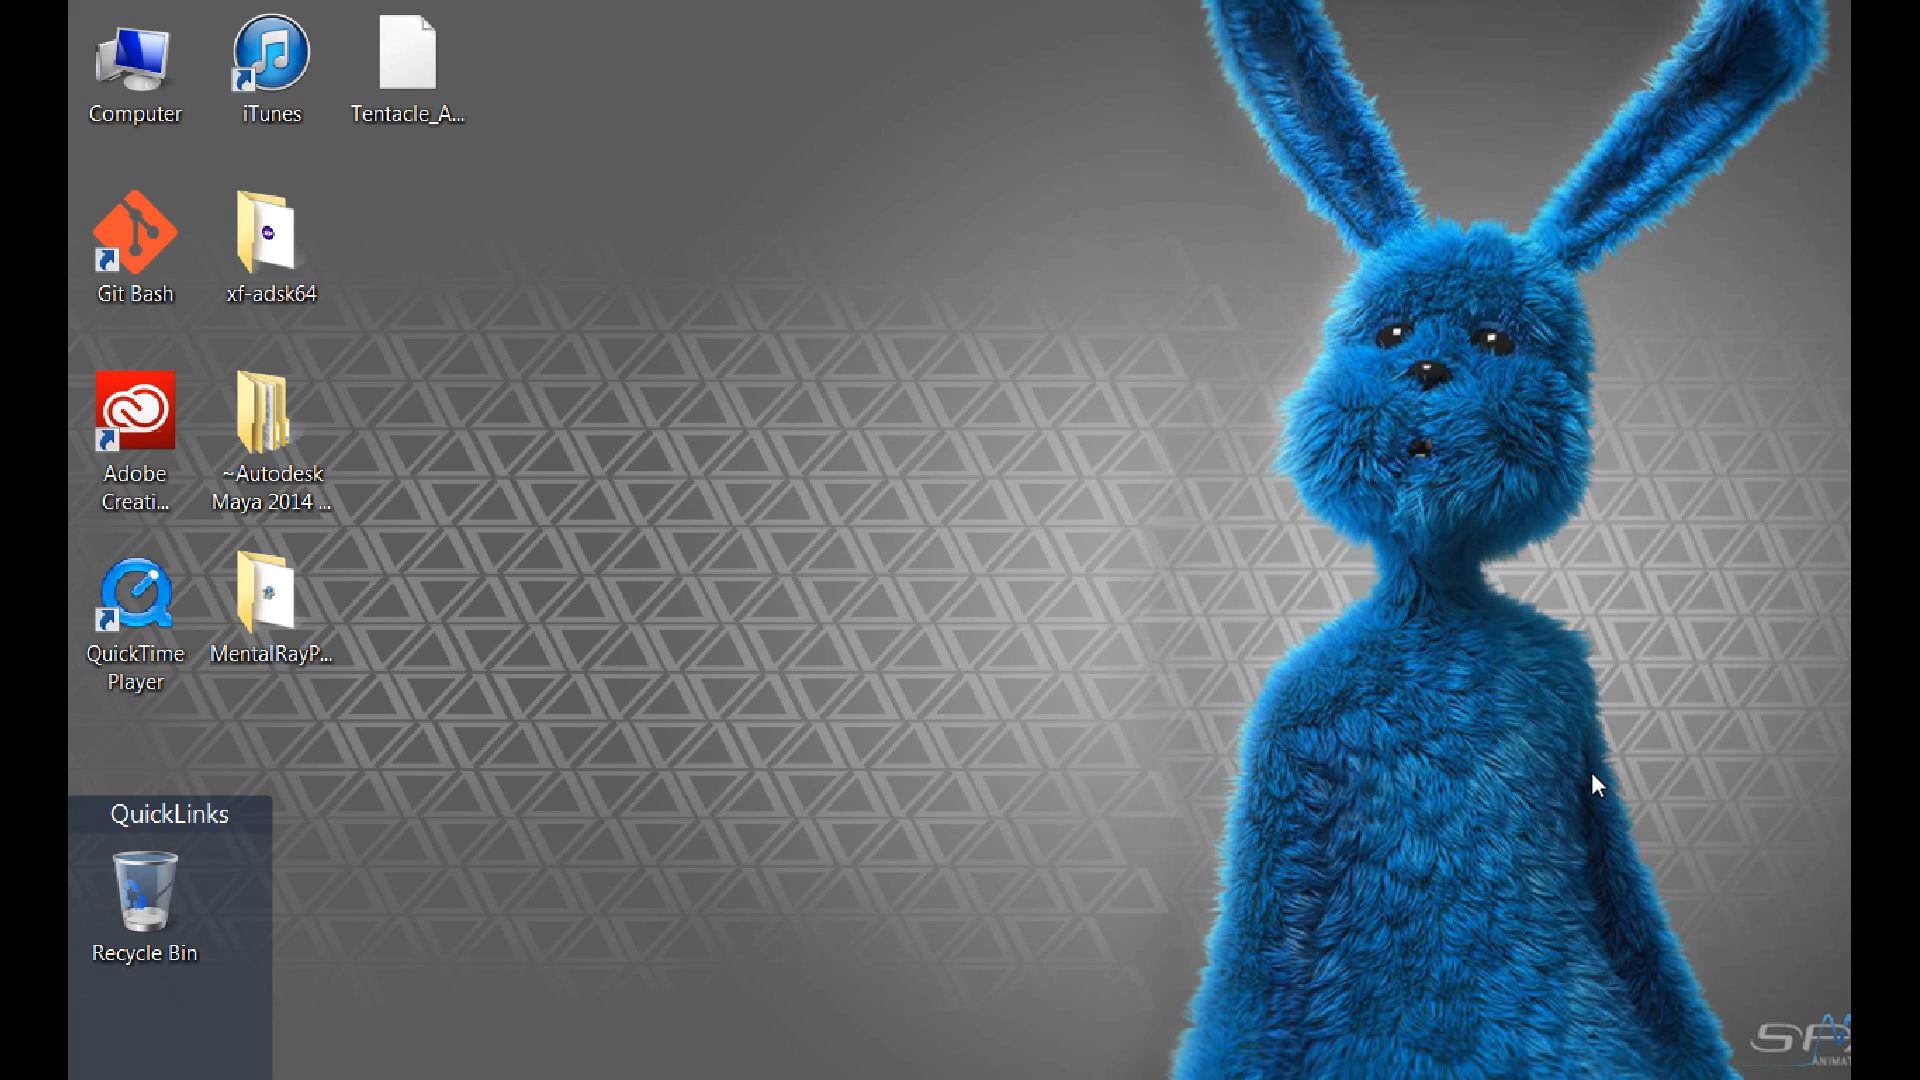 Computer
iTunes
Tentacle_A...
Git Bash
xf-adsk64
Adobe
Creati...
~Autodesk
Maya 2014 ...
QuickTime
Player
MentalRayP...
QuickLinks
Recycle Bin